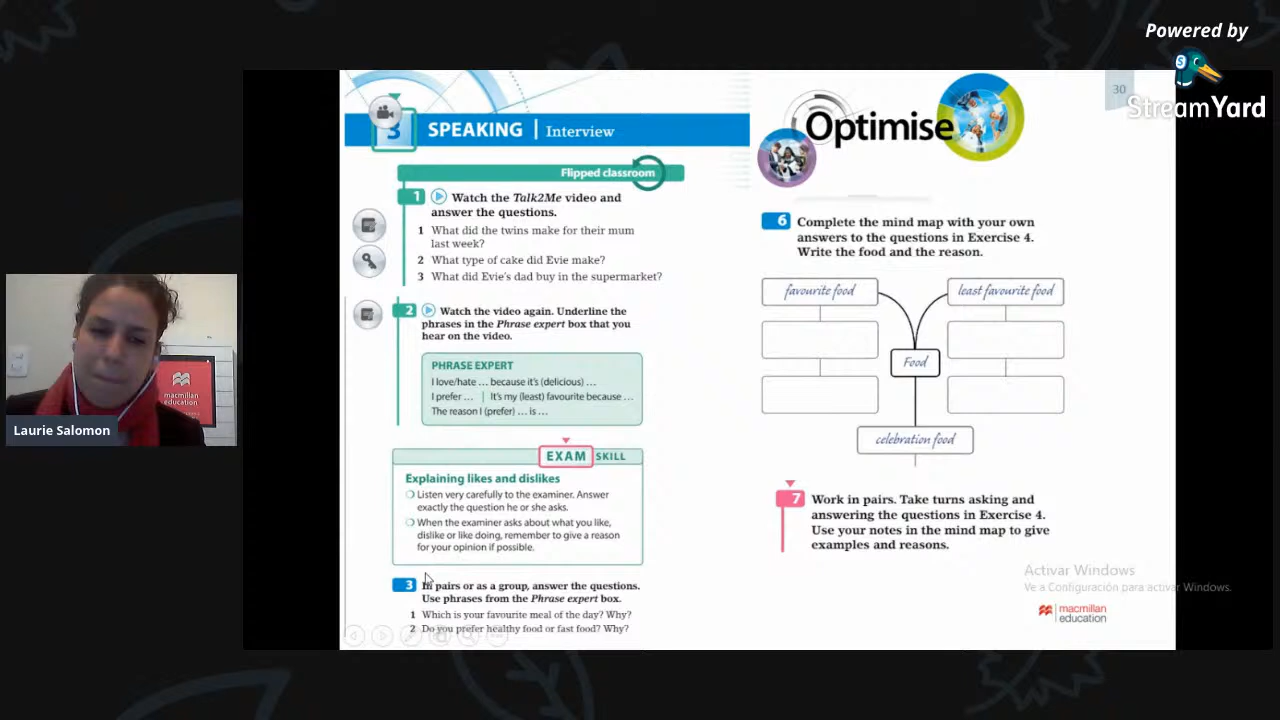 Powered by
StreamYard
30
3 SPEAKING | Interview
Optimise
Flipped classroom
1 Watch the Talk2Me video and
answer the questions.
1 What did the twins make for their mum
last week?
2 What type of cake did Evie make?
3 What did Evie's dad buy in the supermarket?
2 Watch the video again. Underline the
phrases in the Phrase expert box that you
hear on the video.
PHRASE EXPERT
I love/hate … because it's (delicious) …
I prefer … | It's my (least) favourite because …
The reason I (prefer) … is …
EXAM SKILL
Explaining likes and dislikes
Listen very carefully to the examiner. Answer
exactly the question he or she asks.
When the examiner asks about what you like,
dislike or like doing, remember to give a reason
for your opinion if possible.
3 In pairs or as a group, answer the questions.
Use phrases from the Phrase expert box.
1 Which is your favourite meal of the day? Why?
2 Do you prefer healthy food or fast food? Why?
6 Complete the mind map with your own
answers to the questions in Exercise 4.
Write the food and the reason.
favourite food
least favourite food
Food
celebration food
7 Work in pairs. Take turns asking and
answering the questions in Exercise 4.
Use your notes in the mind map to give
examples and reasons.
Activar Windows
Ve a Configuración para activar Windows.
macmillan
education
macmillan
education
Laurie Salomon